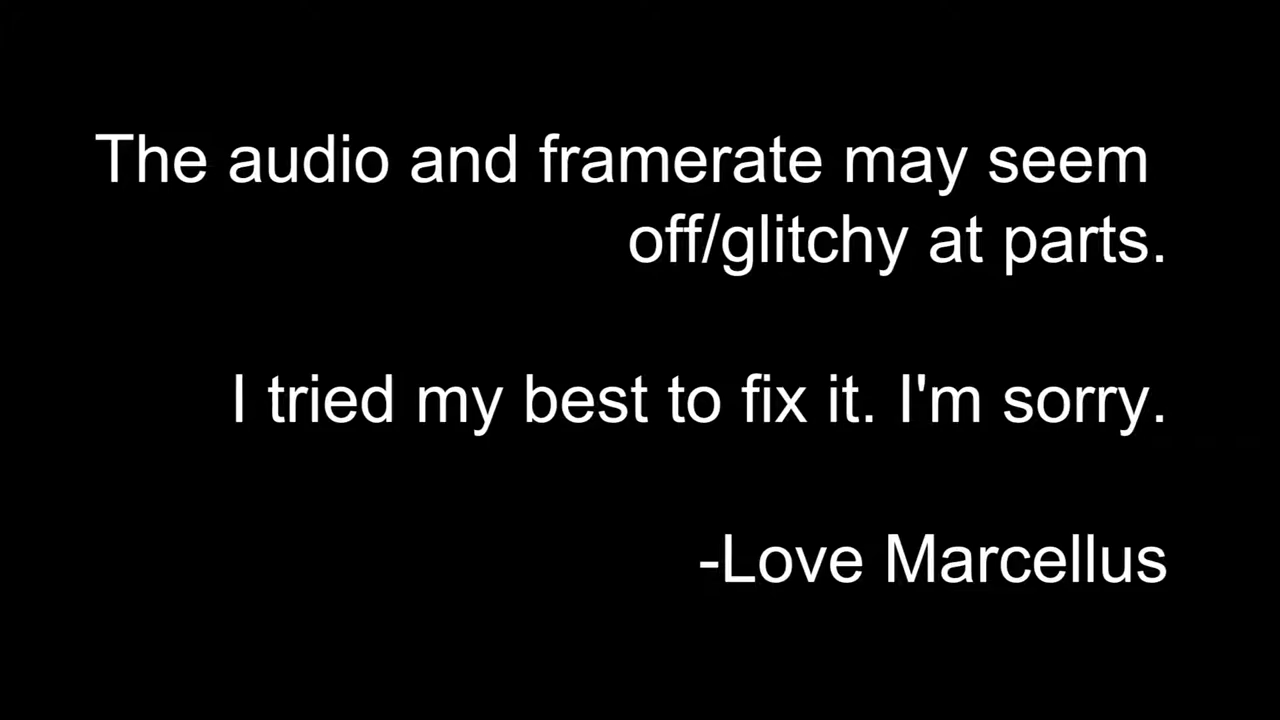 The audio and framerate may seem
off/glitchy at parts.
I tried my best to fix it. I'm sorry.
-Love Marcellus